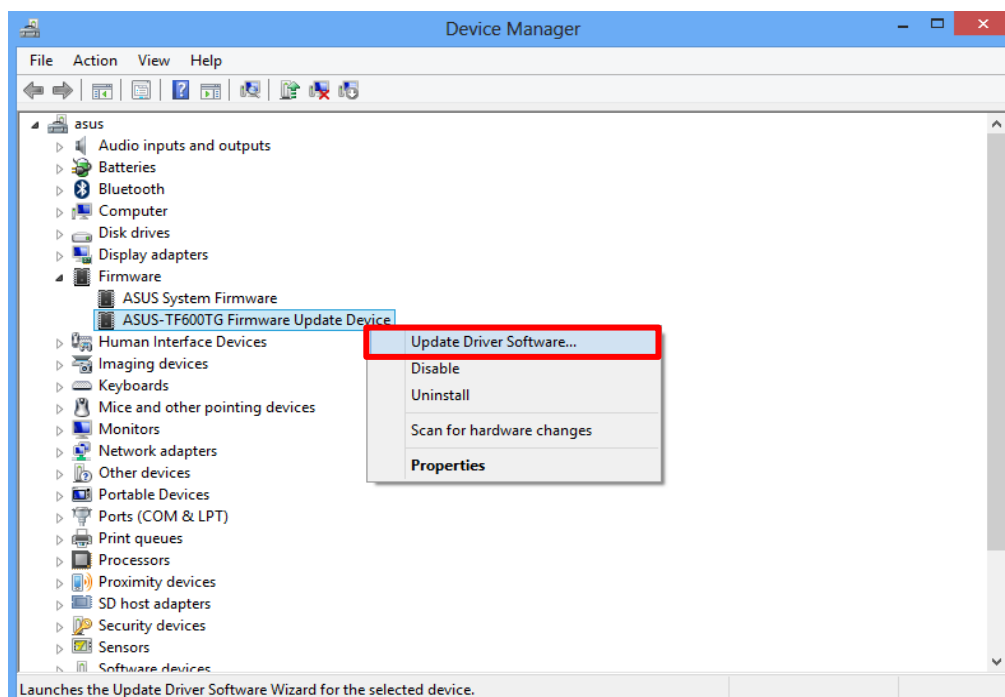 Device Manager
File Action View Help
asus
Audio inputs and outputs
Batteries
Bluetooth
Computer
Disk drives
Display adapters
Firmware
ASUS System Firmware
ASUS-TF600TG Firmware Update Device
Human Interface Devices
Imaging devices
Keyboards
Mice and other pointing devices
Monitors
Network adapters
Other devices
Portable Devices
Ports (COM & LPT)
Print queues
Processors
Proximity devices
SD host adapters
Security devices
Sensors
Software devices
Update Driver Software...
Disable
Uninstall
Scan for hardware changes
Properties
Launches the Update Driver Software Wizard for the selected device.